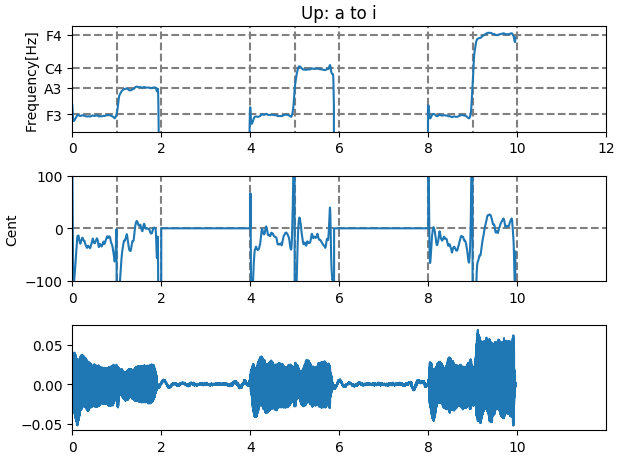 Up: a to i
Frequency[Hz]
F4
C4
A3
F3
0 2 4 6 8 10 12
Cent
100
0
−100
0 2 4 6 8 10
0.05
0.00
−0.05
0 2 4 6 8 10